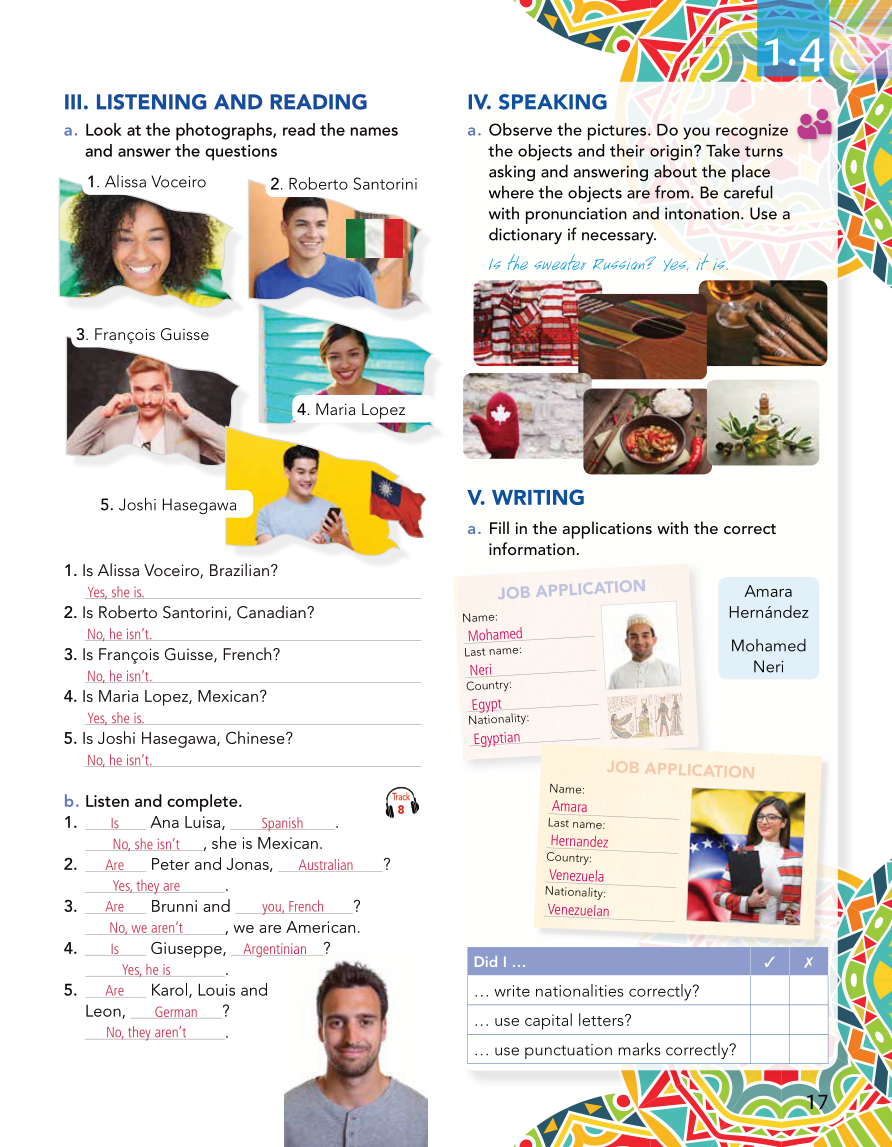 1.4
III. LISTENING AND READING
a. Look at the photographs, read the names
and answer the questions
1. Alissa Voceiro
2. Roberto Santorini
3. François Guisse
4. Maria Lopez
5. Joshi Hasegawa
1. Is Alissa Voceiro, Brazilian?
Yes, she is.
2. Is Roberto Santorini, Canadian?
No, he isn't.
3. Is François Guisse, French?
No, he isn't.
4. Is Maria Lopez, Mexican?
Yes, she is.
5. Is Joshi Hasegawa, Chinese?
No, he isn't.
b. Listen and complete.
Track
8
1. Is Ana Luisa, Spanish .
No, she isn't , she is Mexican.
2. Are Peter and Jonas, Australian ?
Yes, they are .
3. Are Brunni and you, French ?
No, we aren't , we are American.
4. Is Giuseppe, Argentinian ?
Yes, he is .
5. Are Karol, Louis and
Leon, German ?
No, they aren't .
IV. SPEAKING
a. Observe the pictures. Do you recognize
the objects and their origin? Take turns
asking and answering about the place
where the objects are from. Be careful
with pronunciation and intonation. Use a
dictionary if necessary.
Is the sweater Russian? Yes, it is.
V. WRITING
a. Fill in the applications with the correct
information.
JOB APPLICATION
Name:
Mohamed
Last name:
Neri
Country:
Egypt
Nationality:
Egyptian
Amara
Hernández
Mohamed
Neri
JOB APPLICATION
Name:
Amara
Last name:
Hernandez
Country:
Venezuela
Nationality:
Venezuelan
Did I ... ✓ ✗
... write nationalities correctly?
... use capital letters?
... use punctuation marks correctly?
17